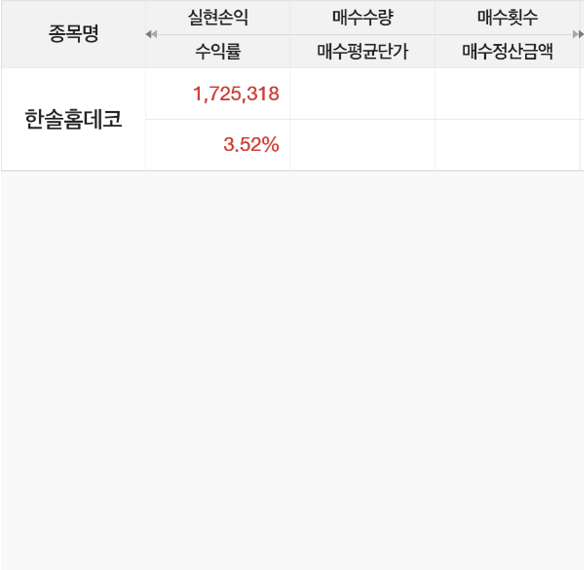 종목명
실현손익 매수수량 매수횟수
수익률 매수평균단가 매수정산금액
한솔홈데코
1,725,318
3.52%